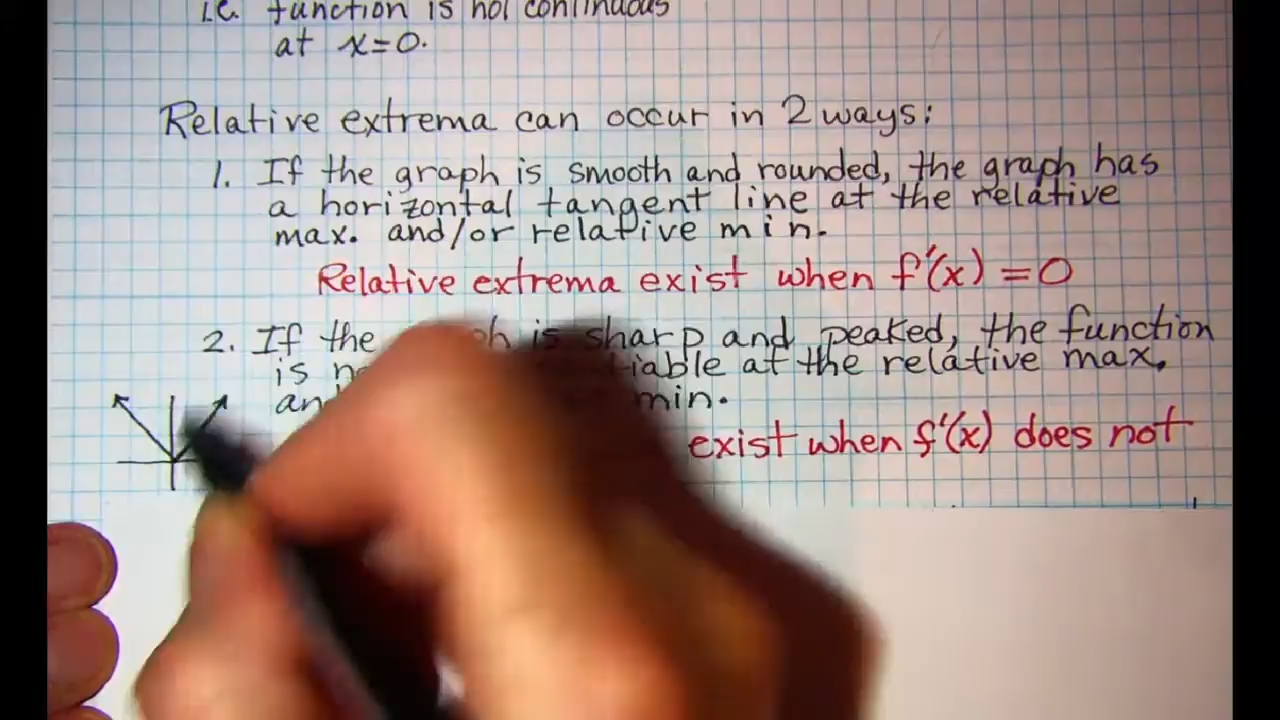 i.e. function is not continuous
at x=0.
Relative extrema can occur in 2 ways:
1. If the graph is smooth and rounded, the graph has
a horizontal tangent line at the relative
max. and/or relative min.
Relative extrema exist when f'(x) = 0
2. If the is sharp and peaked, the function
is at the relative max.
min.
exist when f'(x) does not